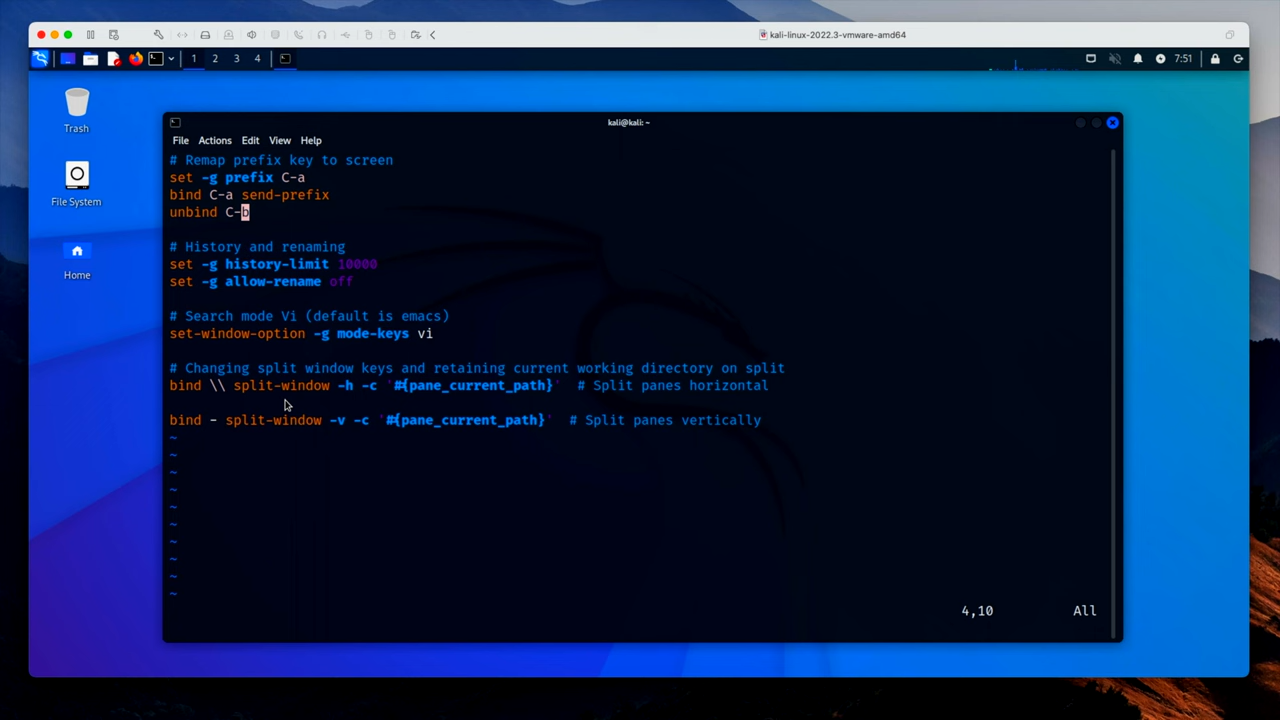 kali-linux-2022.3-vmware-amd64
1 2 3 4
7:51
Trash
File System
Home
kali@kali: ~
File Actions Edit View Help
# Remap prefix key to screen
set -g prefix C-a
bind C-a send-prefix
unbind C-b
# History and renaming
set -g history-limit 10000
set -g allow-rename off
# Search mode Vi (default is emacs)
set-window-option -g mode-keys vi
# Changing split window keys and retaining current working directory on split
bind \\ split-window -h -c '#{pane_current_path}' # Split panes horizontal
bind - split-window -v -c '#{pane_current_path}' # Split panes vertically
~
~
~
~
~
~
~
~
~
~
4,10 All